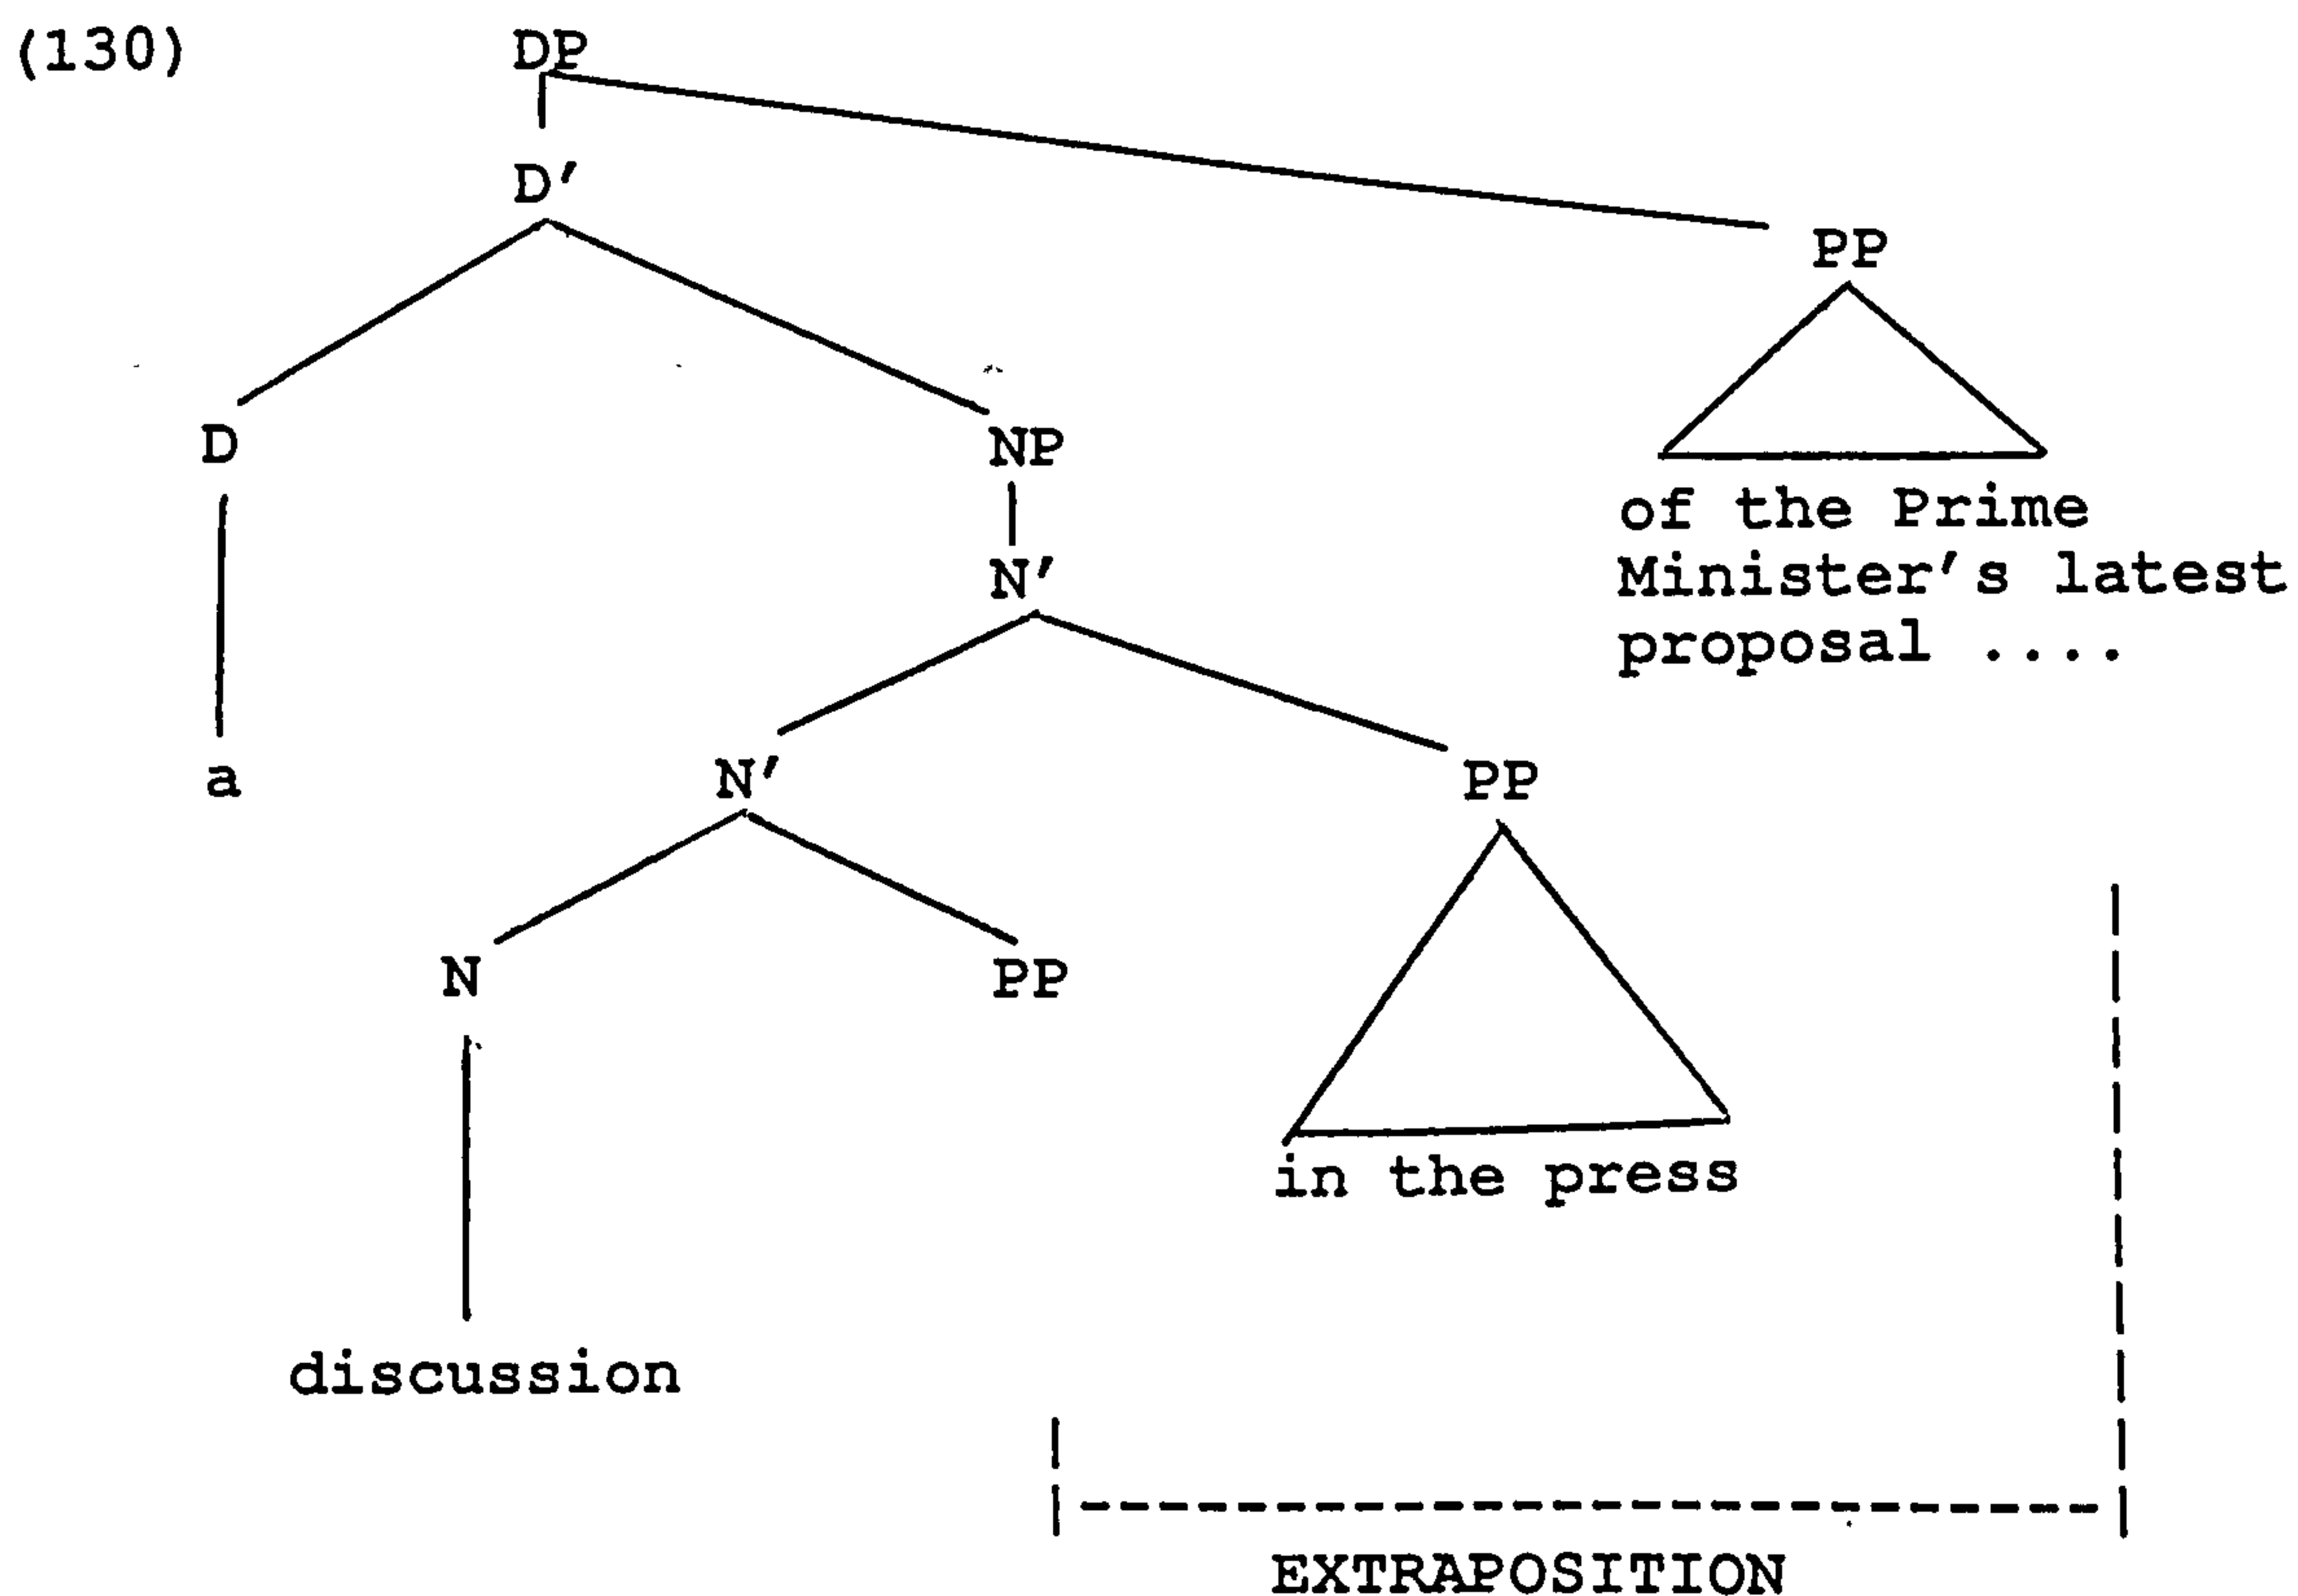 (130) DP
D'
PP
D NP
of the Prime
Minister's latest
proposal ....
N'
a N' PP
N PP
in the press
discussion
EXTRAPOSITION